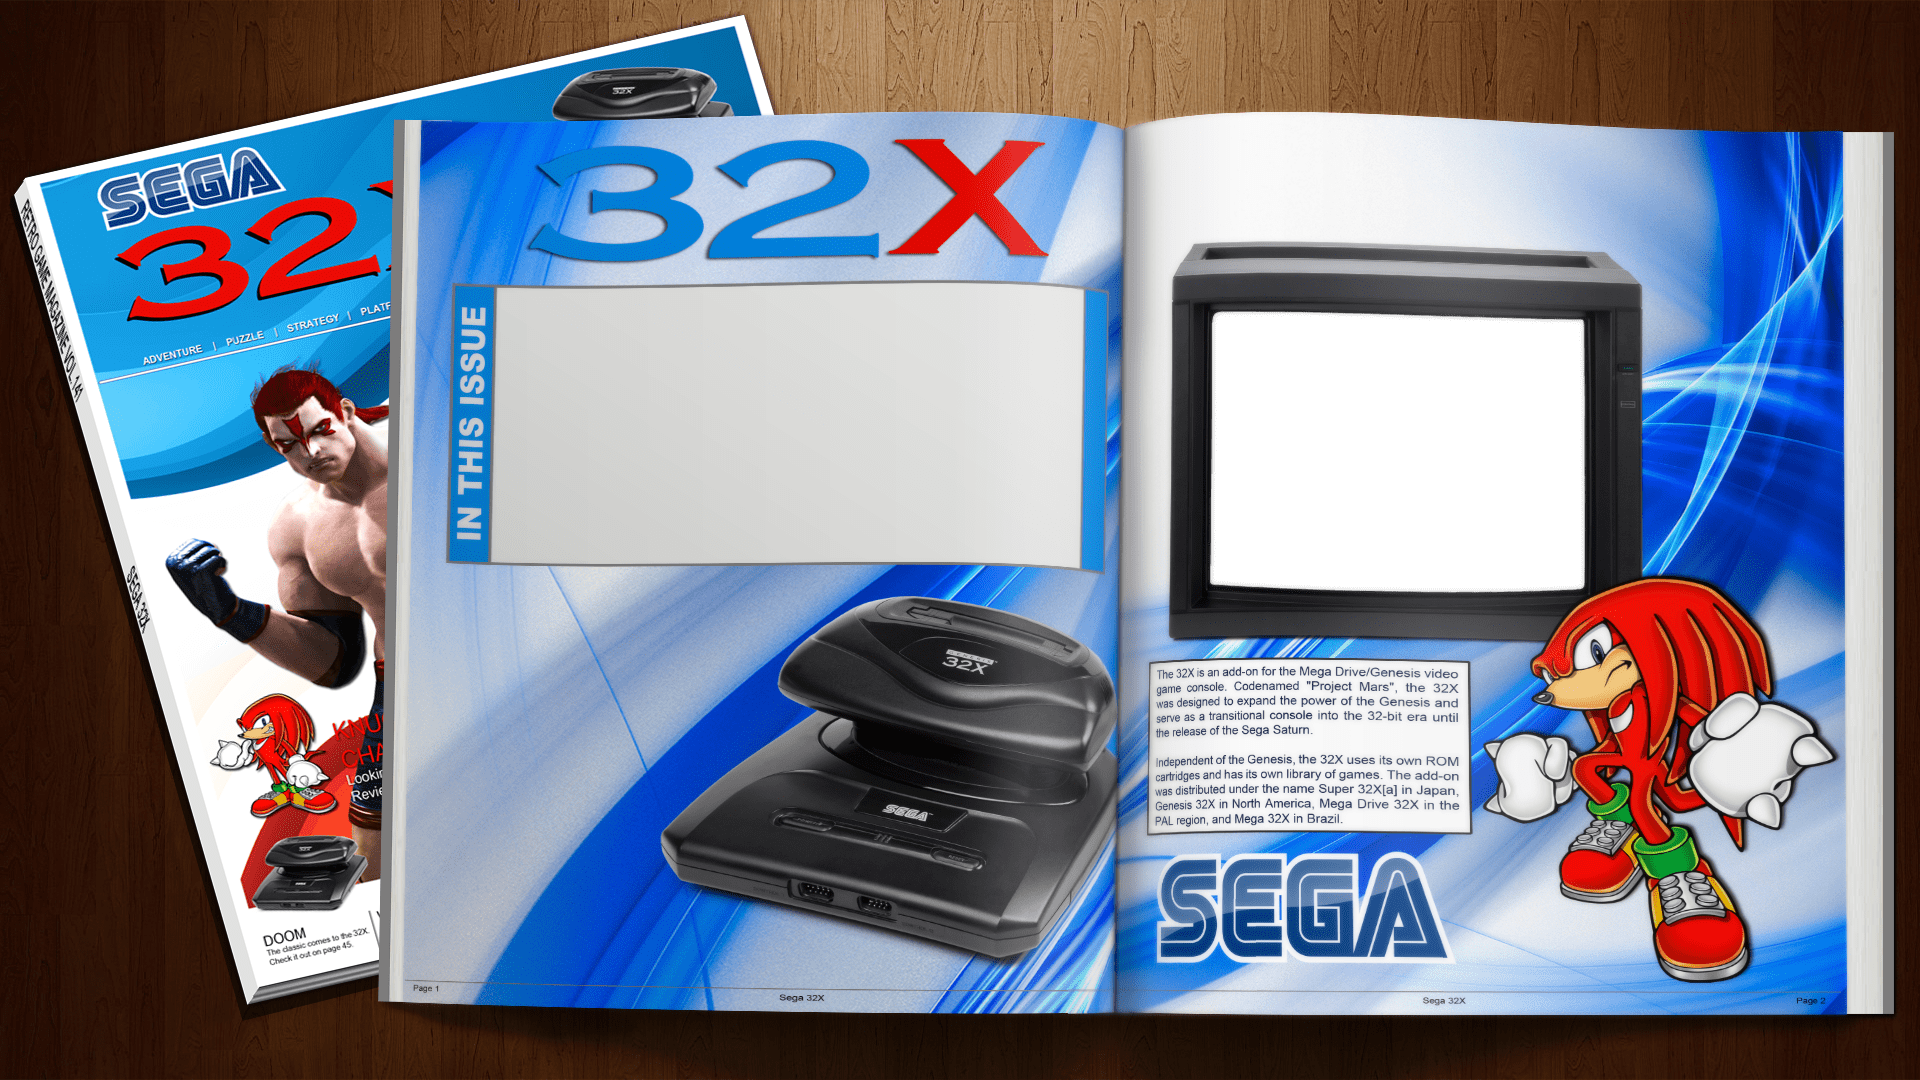 RETRO GAME MAGAZINE VOL. 141
SEGA 32X
32X
SEGA
32
ADVENTURE | PUZZLE | STRATEGY |
DOOM
The classic comes to the 32X.
Check it out on page 45.
32X
SEGA
32X
IN THIS ISSUE
GENESIS
32X
SEGA
Page 1
Sega 32X
The 32X is an add-on for the Mega Drive/Genesis video
game console. Codenamed "Project Mars", the 32X
was designed to expand the power of the Genesis and
serve as a transitional console into the 32-bit era until
the release of the Sega Saturn.
Independent of the Genesis, the 32X uses its own ROM
cartridges and has its own library of games. The add-on
was distributed under the name Super 32X[a] in Japan,
Genesis 32X in North America, Mega Drive 32X in the
PAL region, and Mega 32X in Brazil.
SEGA
Sega 32X
Page 2